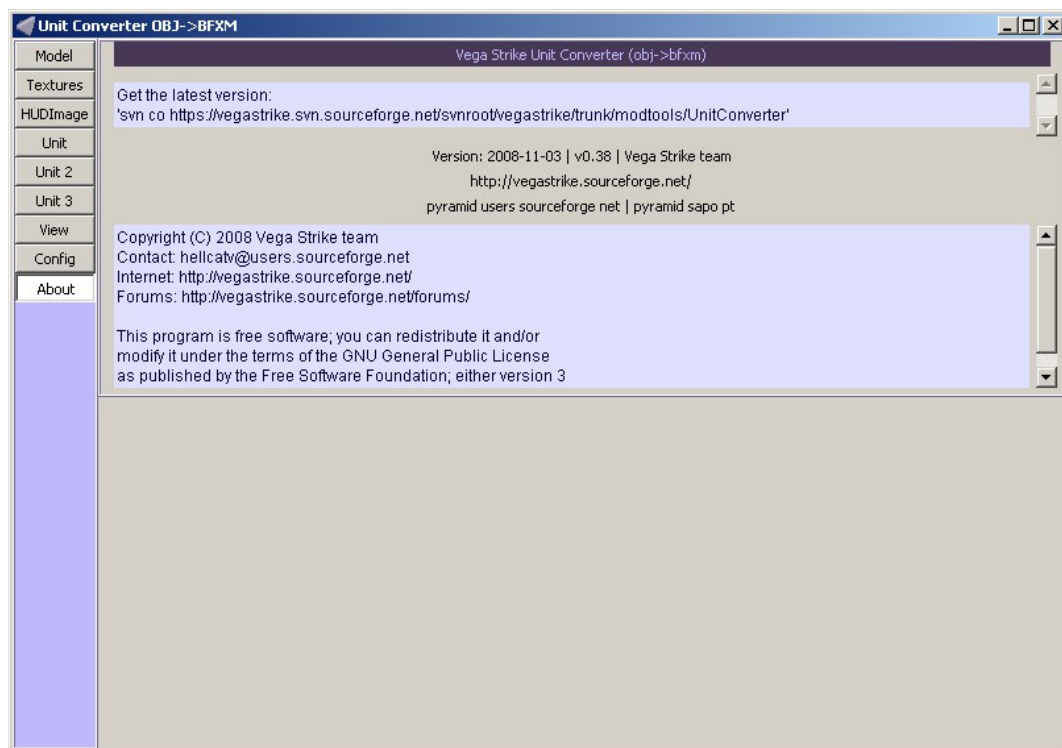 Unit Converter OBJ->BFXM
Model
Textures
HUDImage
Unit
Unit 2
Unit 3
View
Config
About
Vega Strike Unit Converter (obj->bfxm)
Get the latest version:
'svn co https://vegastrike.svn.sourceforge.net/svnroot/vegastrike/trunk/modtools/UnitConverter'
Version: 2008-11-03 | v0.38 | Vega Strike team
http://vegastrike.sourceforge.net/
pyramid users sourceforge net | pyramid sapo pt
Copyright (C) 2008 Vega Strike team
Contact: hellcatv@users.sourceforge.net
Internet: http://vegastrike.sourceforge.net/
Forums: http://vegastrike.sourceforge.net/forums/
This program is free software; you can redistribute it and/or
modify it under the terms of the GNU General Public License
as published by the Free Software Foundation; either version 3